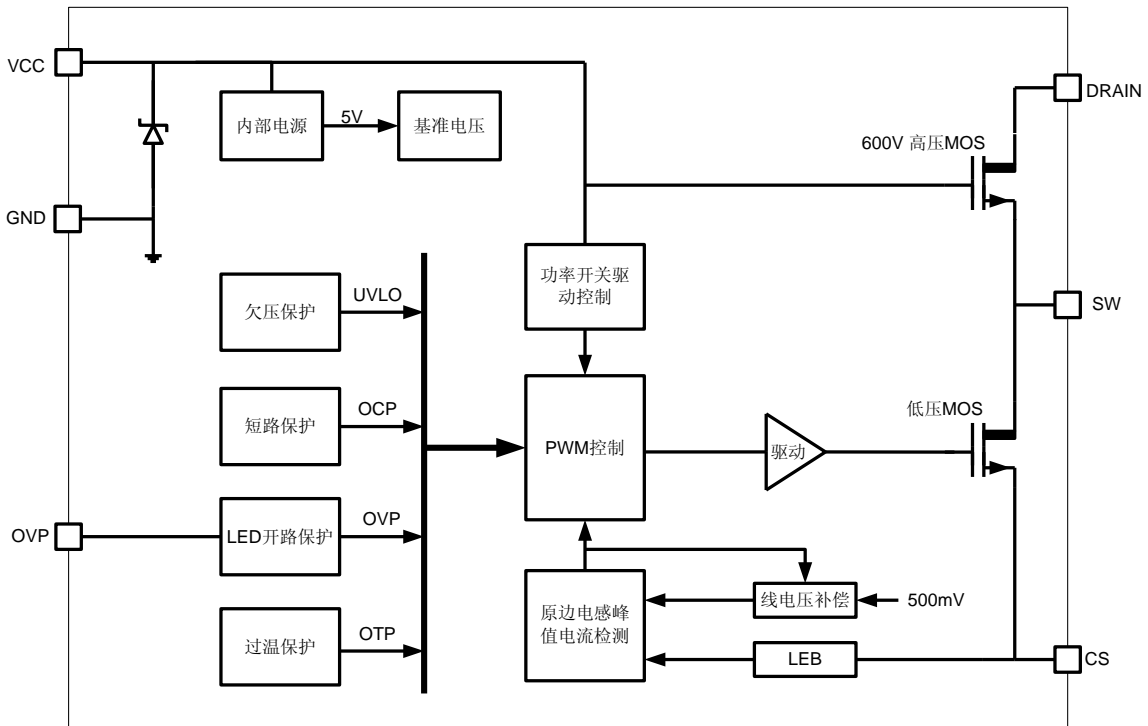 VCC
DRAIN
内部电源
5V
基准电压
600V 高压MOS
GND
功率开关驱
动控制
欠压保护
UVLO
SW
短路保护
OCP
PWM控制
驱动
低压MOS
OVP
LED开路保护
OVP
原边电感峰
值电流检测
线电压补偿
500mV
过温保护
OTP
LEB
CS